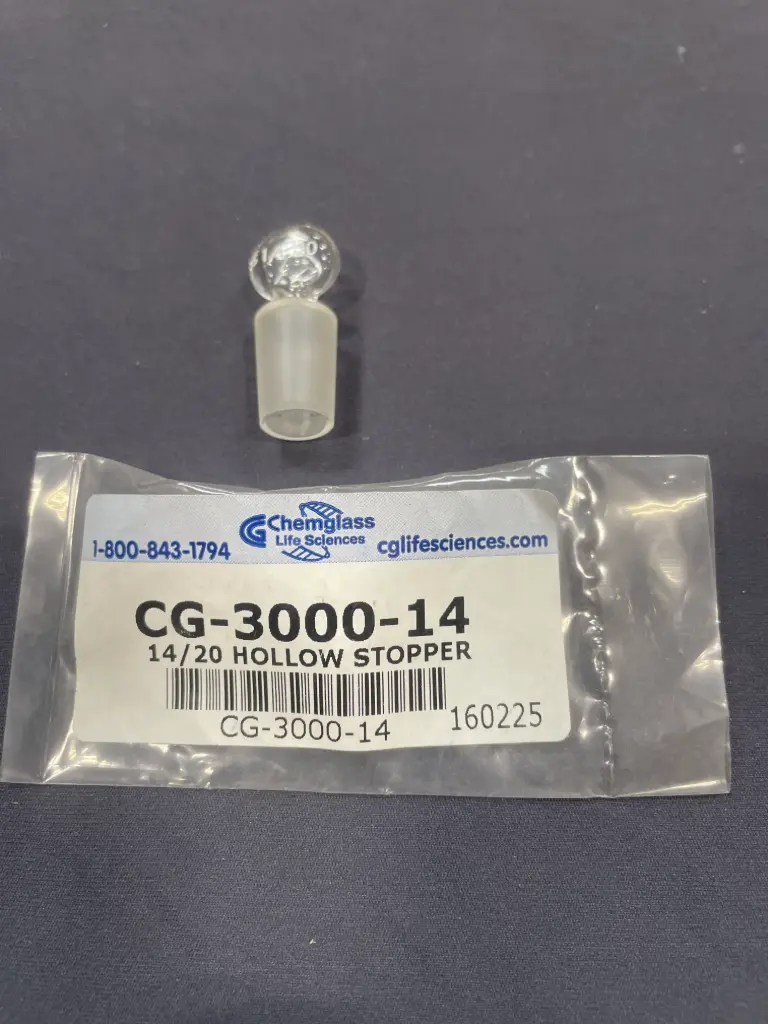 1-800-843-1794
CG Chemglass
Life Sciences
cglifesciences.com
CG-3000-14
14/20 HOLLOW STOPPER
CG-3000-14
160225